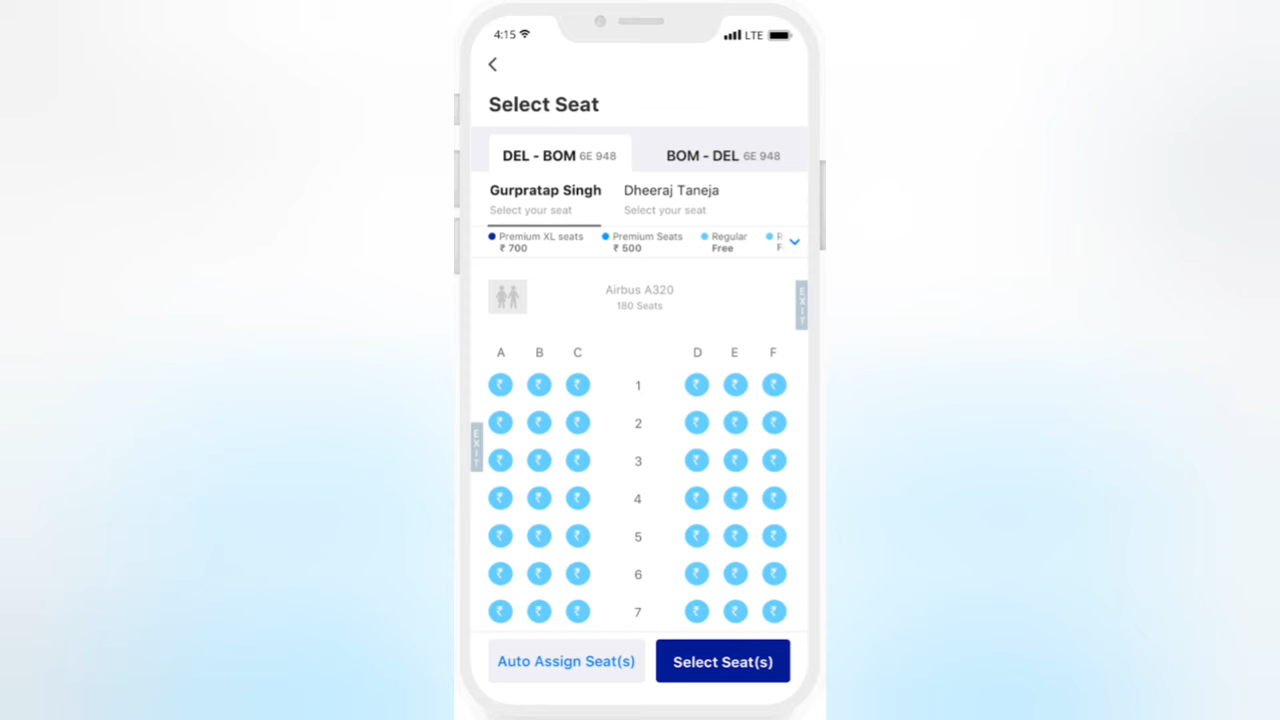 4:15 LTE
Select Seat
DEL - BOM 6E 948 BOM - DEL 6E 948
Gurpratap Singh Dheeraj Taneja
Select your seat Select your seat
Premium XL seats Premium Seats Regular R
₹ 700 ₹ 500 Free F
Airbus A320
180 Seats
EXIT
A B C D E F
₹ ₹ ₹ 1 ₹ ₹ ₹
₹ ₹ ₹ 2 ₹ ₹ ₹
EXIT
₹ ₹ ₹ 3 ₹ ₹ ₹
₹ ₹ ₹ 4 ₹ ₹ ₹
₹ ₹ ₹ 5 ₹ ₹ ₹
₹ ₹ ₹ 6 ₹ ₹ ₹
₹ ₹ ₹ 7 ₹ ₹ ₹
Auto Assign Seat(s) Select Seat(s)